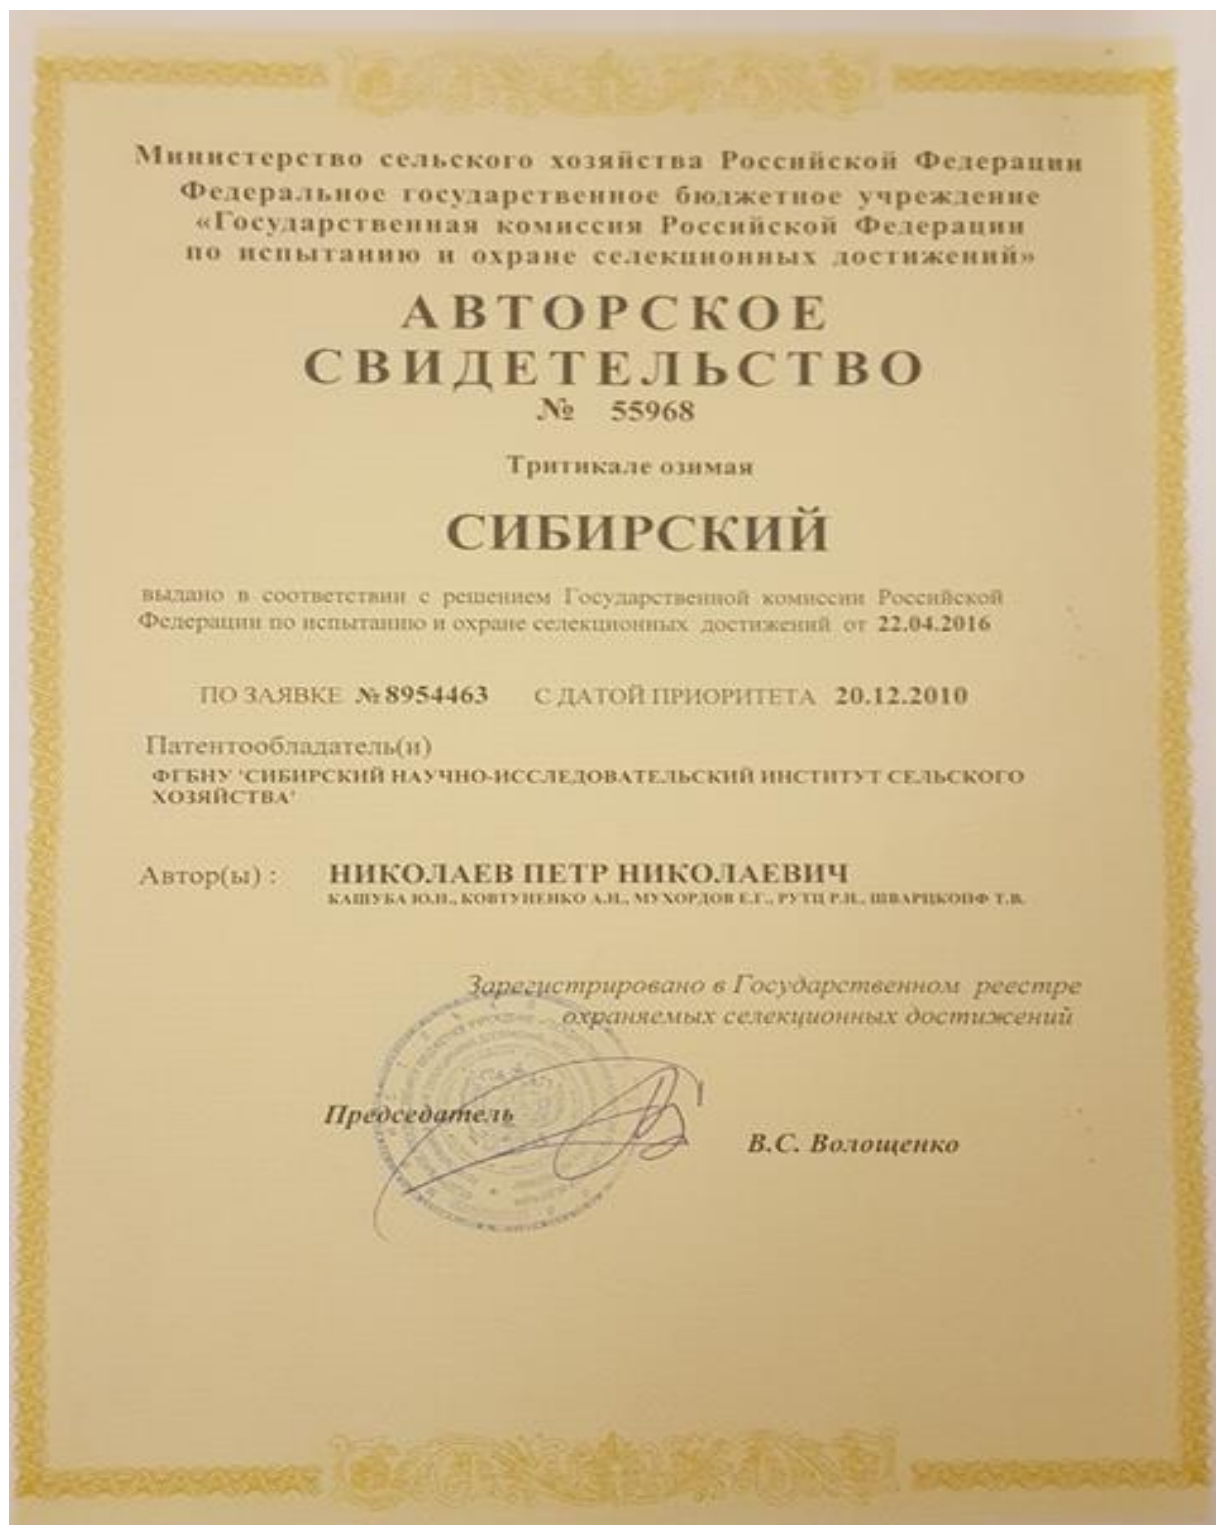 Министерство сельского хозяйства Российской Федерации
Федеральное государственное бюджетное учреждение
«Государственная комиссия Российской Федерации
по испытанию и охране селекционных достижений»
АВТОРСКОЕ
СВИДЕТЕЛЬСТВО
№ 55968
Тритикале озимая
СИБИРСКИЙ
выдано в соответствии с решением Государственной комиссии Российской
Федерации по испытанию и охране селекционных достижений от 22.04.2016
ПО ЗАЯВКЕ № 8954463 С ДАТОЙ ПРИОРИТЕТА 20.12.2010
Патентообладатель(и)
ФГБНУ 'СИБИРСКИЙ НАУЧНО-ИССЛЕДОВАТЕЛЬСКИЙ ИНСТИТУТ СЕЛЬСКОГО
ХОЗЯЙСТВА'
Автор(ы) : НИКОЛАЕВ ПЕТР НИКОЛАЕВИЧ
КАШУБА Ю.Н., КОВТУНЕНКО А.Н., МУХОРДОВ Е.Г., РУТЦ Р.И., ШВАРЦКОПФ Т.В.
Зарегистрировано в Государственном реестре
охраняемых селекционных достижений
Председатель
В.С. Волощенко